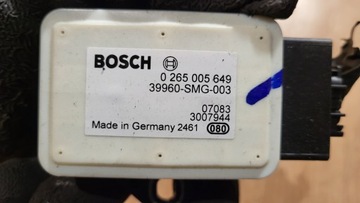 BOSCH
0 265 005 649
39960-SMG-003
07083
3007944
Made in Germany 2461 080